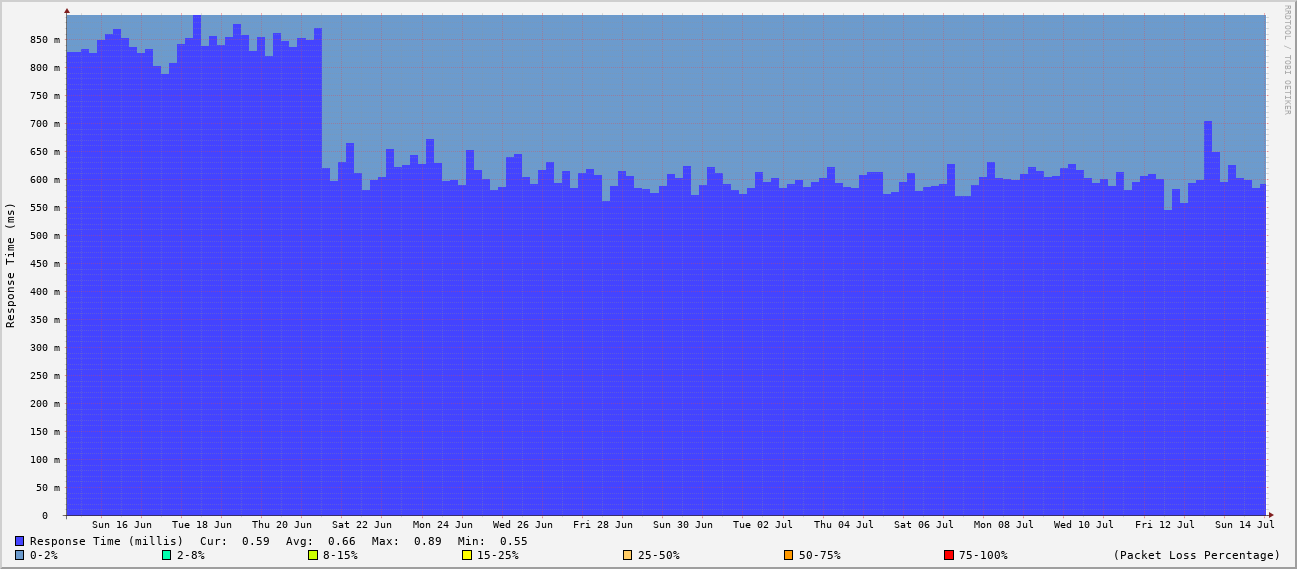 RRDTOOL / TOBI OETIKER
Response Time (ms)
850 m
800 m
750 m
700 m
650 m
600 m
550 m
500 m
450 m
400 m
350 m
300 m
250 m
200 m
150 m
100 m
50 m
0
Sun 16 Jun Tue 18 Jun Thu 20 Jun Sat 22 Jun Mon 24 Jun Wed 26 Jun Fri 28 Jun Sun 30 Jun Tue 02 Jul Thu 04 Jul Sat 06 Jul Mon 08 Jul Wed 10 Jul Fri 12 Jul Sun 14 Jul
Response Time (millis) Cur: 0.59 Avg: 0.66 Max: 0.89 Min: 0.55
0-2% 2-8% 8-15% 15-25% 25-50% 50-75% 75-100% (Packet Loss Percentage)